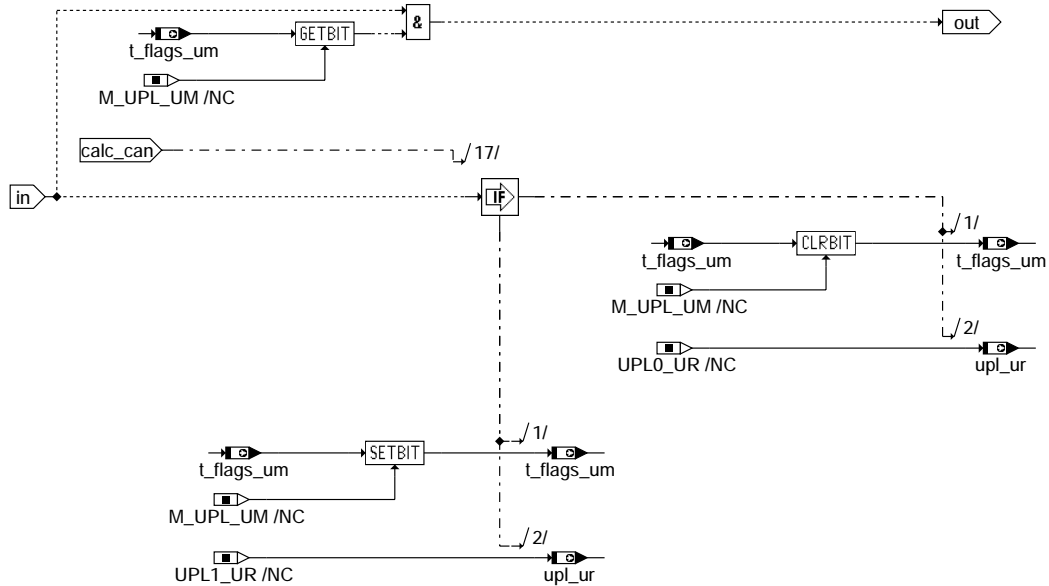 &
out
GETBIT
t_flags_um
M_UPL_UM /NC
calc_can
/17/
in
IF
/1/
CLRBIT
t_flags_um
t_flags_um
M_UPL_UM /NC
/2/
UPL0_UR /NC
upl_ur
/1/
SETBIT
t_flags_um
t_flags_um
M_UPL_UM /NC
/2/
UPL1_UR /NC
upl_ur